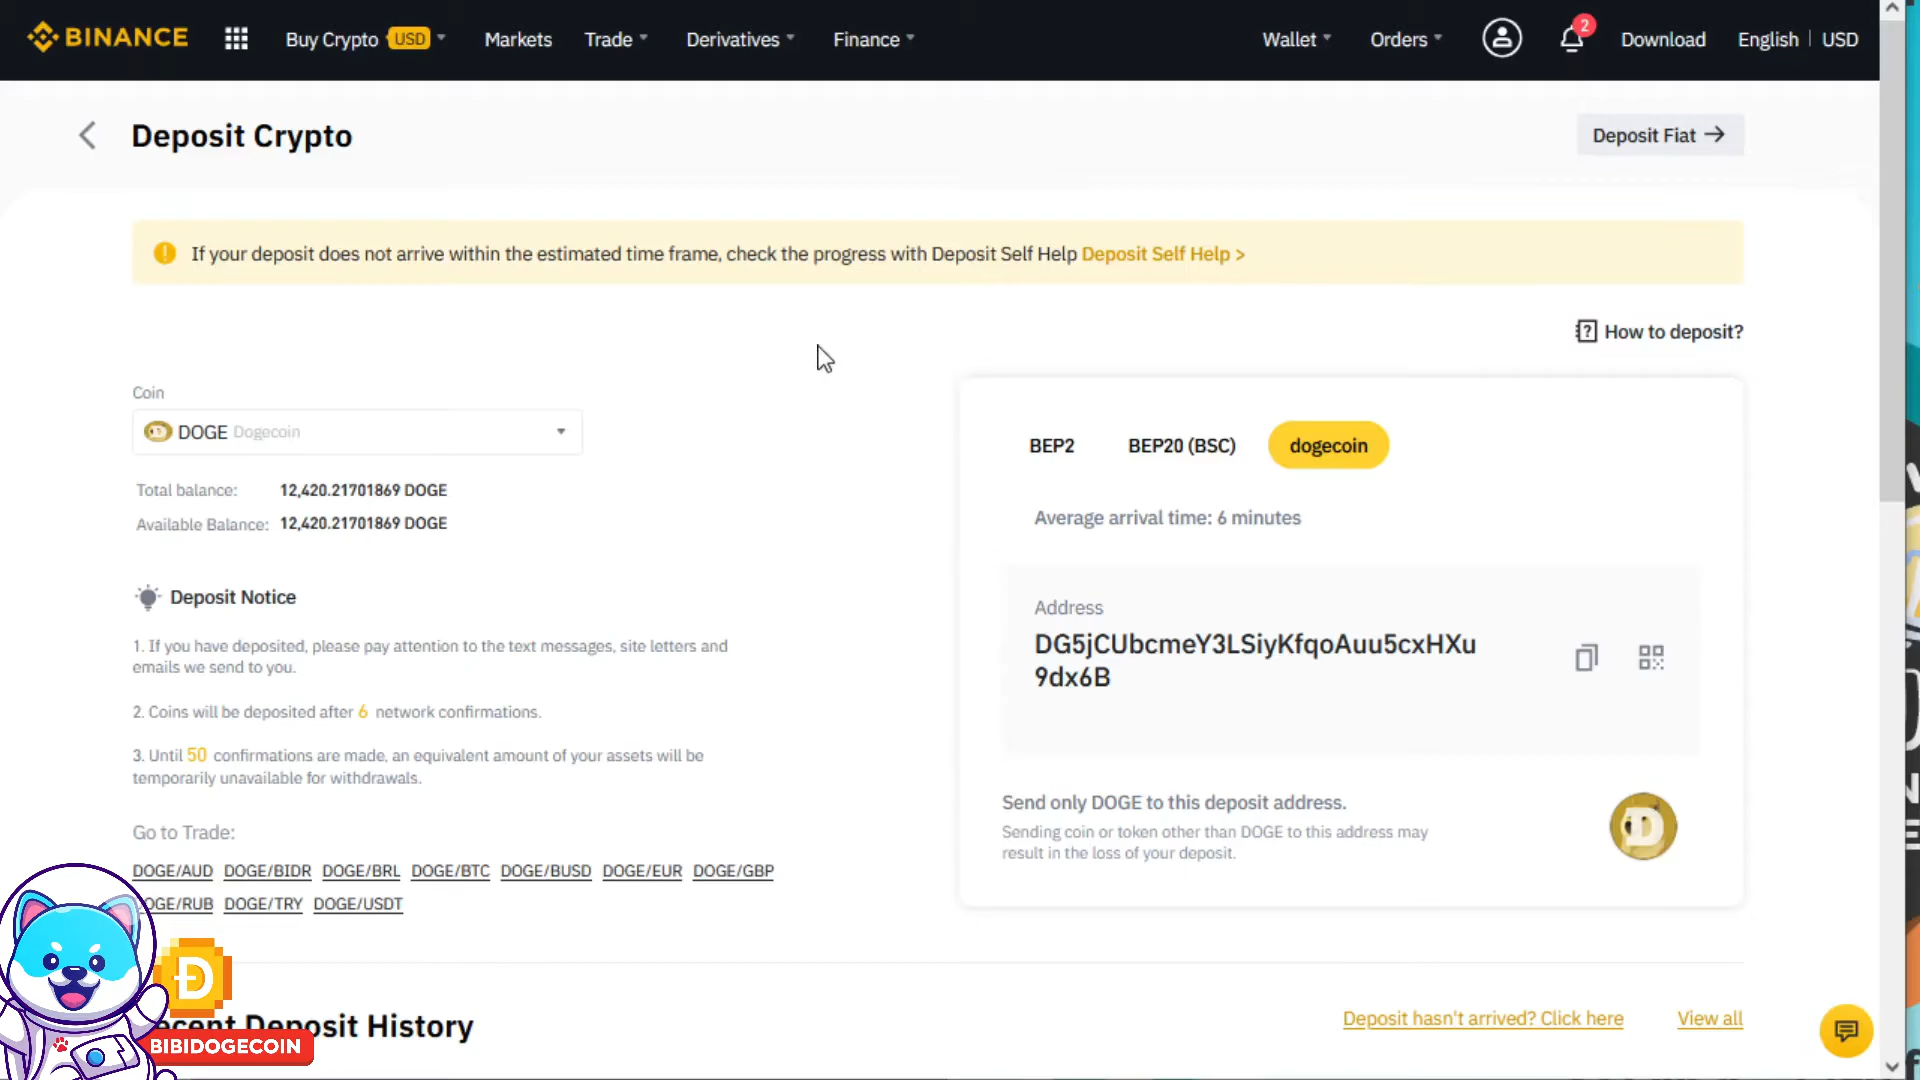 BINANCE
Buy Crypto USD Markets Trade Derivatives Finance Wallet Orders 2 Download English | USD
Deposit Crypto
Deposit Fiat →
If your deposit does not arrive within the estimated time frame, check the progress with Deposit Self Help Deposit Self Help >
How to deposit?
Coin
DOGE Dogecoin
Total balance: 12,420.21701869 DOGE
Available Balance: 12,420.21701869 DOGE
Deposit Notice
1. If you have deposited, please pay attention to the text messages, site letters and
emails we send to you.
2. Coins will be deposited after 6 network confirmations.
3. Until 50 confirmations are made, an equivalent amount of your assets will be
temporarily unavailable for withdrawals.
Go to Trade:
DOGE/AUD DOGE/BIDR DOGE/BRL DOGE/BTC DOGE/BUSD DOGE/EUR DOGE/GBP
OGE/RUB DOGE/TRY DOGE/USDT
BEP2 BEP20 (BSC) dogecoin
Average arrival time: 6 minutes
Address
DG5jCUbcmeY3LSiyKfqoAuu5cxHXu
9dx6B
Send only DOGE to this deposit address.
Sending coin or token other than DOGE to this address may
result in the loss of your deposit.
ecent Deposit History
Deposit hasn't arrived? Click here View all
BIBIDOGECOIN